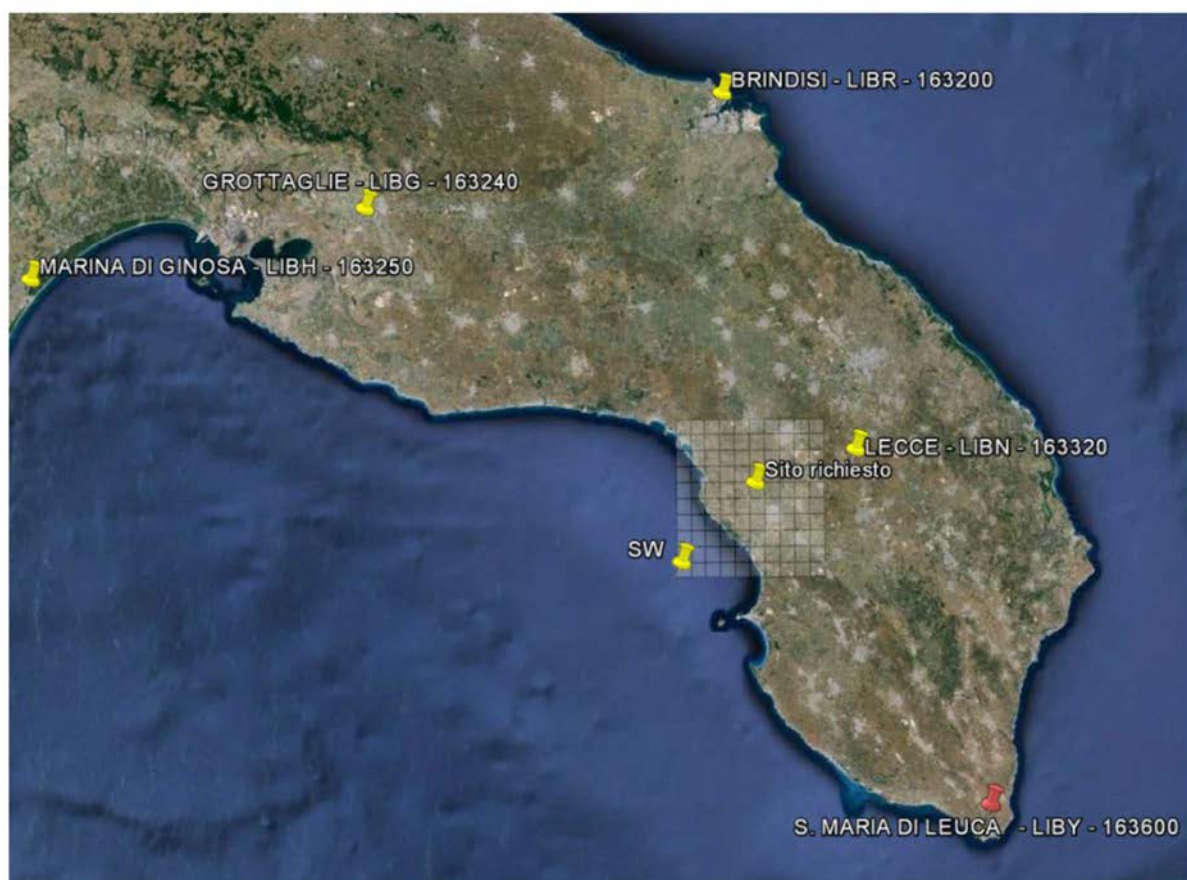 BRINDISI - LIBR - 163200
GROTTAGLIE - LIBG - 163240
MARINA DI GINOSA - LIBH - 163250
LECCE - LIBN - 163320
Sito richiesto
SW
S. MARIA DI LEUCA - LIBY - 163600